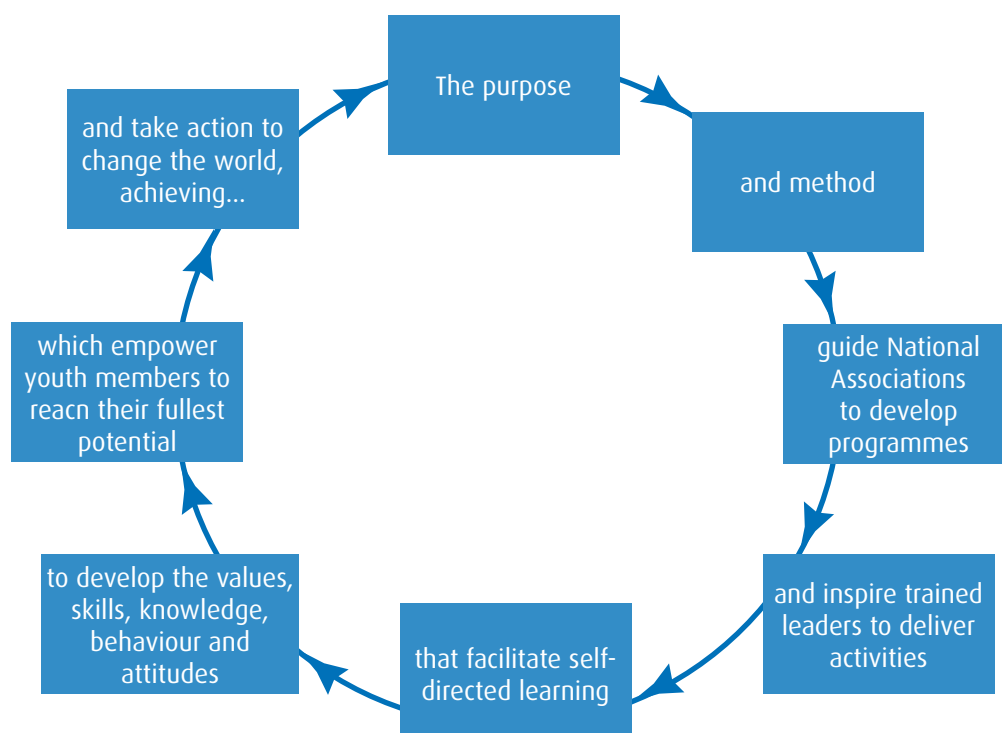 The purpose
and method
guide National
Associations
to develop
programmes
and inspire trained
leaders to deliver
activities
that facilitate self-
directed learning
to develop the values,
skills, knowledge,
behaviour and
attitudes
which empower
youth members to
reacn their fullest
potential
and take action to
change the world,
achieving...